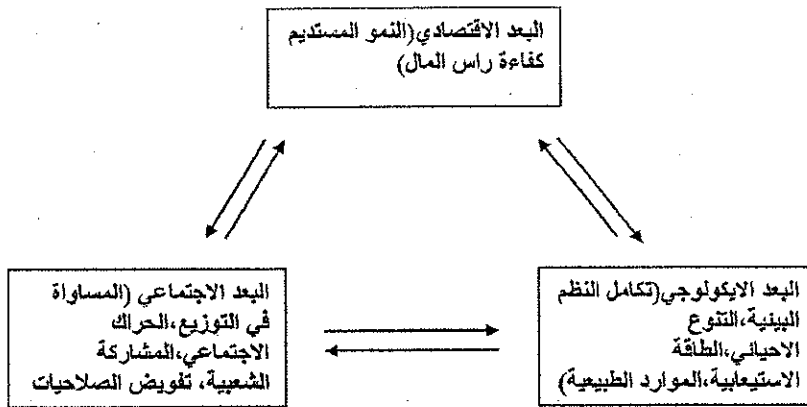 البعد الاقتصادي(النمو المستديم
كفاءة راس المال)
البعد الاجتماعي (المساواة
في التوزيع،الحراك
الاجتماعي،المشاركة
الشعبية، تفويض الصلاحيات
البعد الايكولوجي(تكامل النظم
البيئية،التنوع
الاحيائي،الطاقة
الاستيعابية،الموارد الطبيعية)